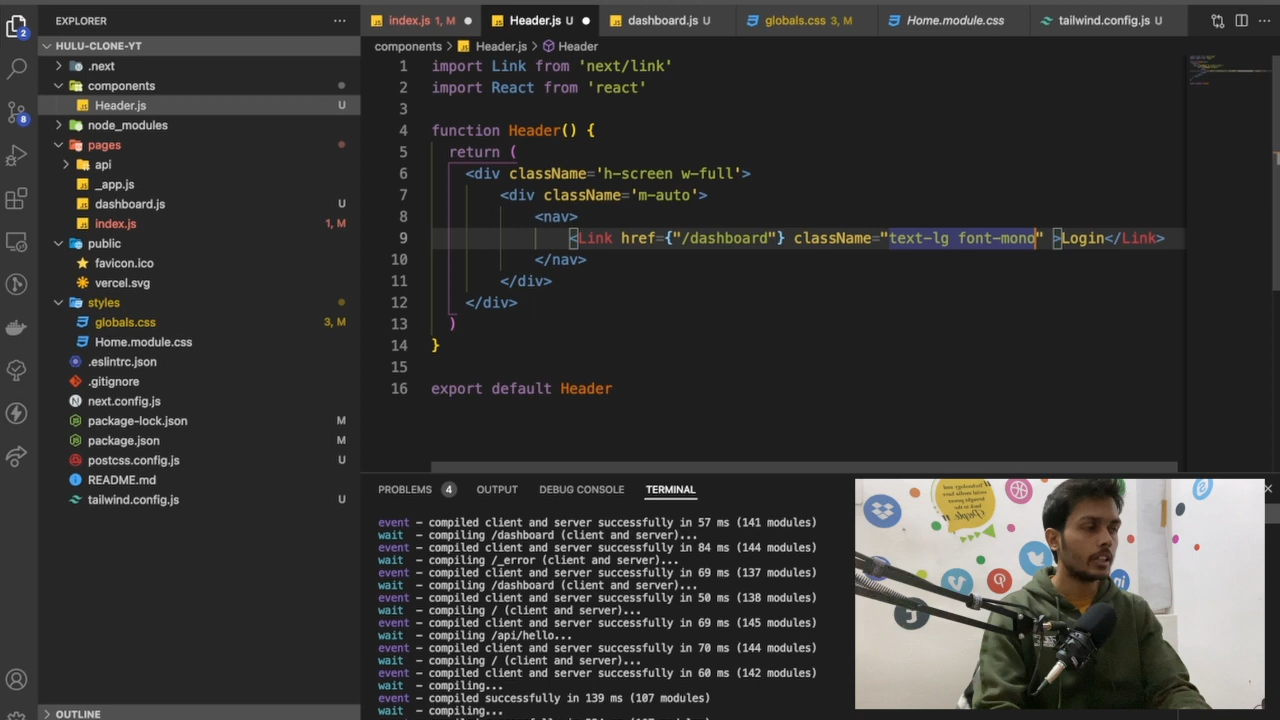 EXPLORER
HULU-CLONE-YT
.next
components
Header.js U
node_modules
pages
api
_app.js
dashboard.js U
index.js 1, M
public
favicon.ico
vercel.svg
styles
globals.css 3, M
Home.module.css
.eslintrc.json
.gitignore
next.config.js
package-lock.json M
package.json M
postcss.config.js U
README.md
tailwind.config.js U
OUTLINE
2
8
index.js 1, M
Header.js U
dashboard.js U
globals.css 3, M
Home.module.css
tailwind.config.js U
components > Header.js > Header
1 import Link from 'next/link'
2 import React from 'react'
3
4 function Header() {
5 return (
6 <div className='h-screen w-full'>
7 <div className='m-auto'>
8 <nav>
9 <Link href={"/dashboard"} className="text-lg font-mono" >Login</Link>
10 </nav>
11 </div>
12 </div>
13 )
14 }
15
16 export default Header
PROBLEMS 4 OUTPUT DEBUG CONSOLE TERMINAL
event - compiled client and server successfully in 57 ms (141 modules)
wait - compiling /dashboard (client and server)...
event - compiled client and server successfully in 84 ms (144 modules)
wait - compiling /_error (client and server)...
event - compiled client and server successfully in 69 ms (137 modules)
wait - compiling /dashboard (client and server)...
event - compiled client and server successfully in 50 ms (138 modules)
wait - compiling / (client and server)...
event - compiled client and server successfully in 69 ms (145 modules)
wait - compiling /api/hello...
event - compiled client and server successfully in 70 ms (144 modules)
wait - compiling / (client and server)...
event - compiled client and server successfully in 60 ms (142 modules)
wait - compiling...
event - compiled successfully in 139 ms (107 modules)
wait - compiling...